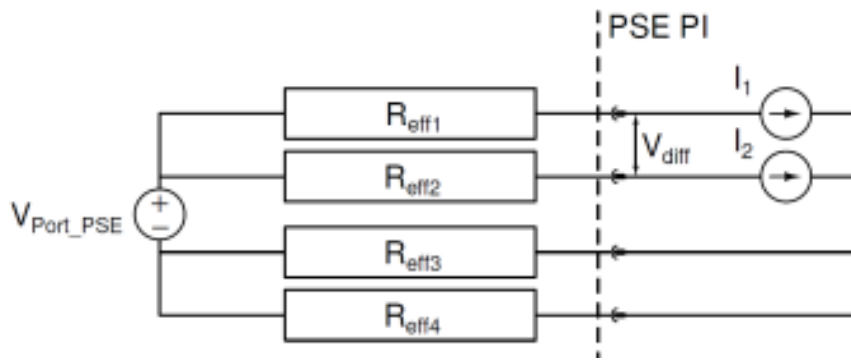 PSE PI
I1
Reff1
Vdiff
I2
Reff2
+
VPort_PSE
−
Reff3
Reff4